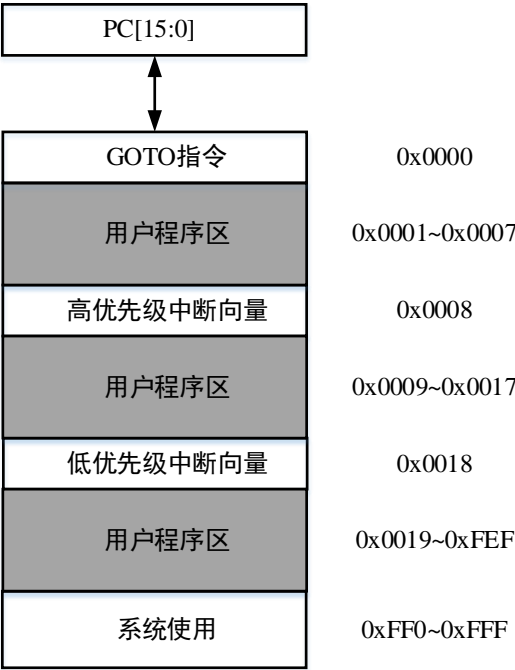 PC[15:0]
GOTO指令 0x0000
用户程序区 0x0001~0x0007
高优先级中断向量 0x0008
用户程序区 0x0009~0x0017
低优先级中断向量 0x0018
用户程序区 0x0019~0xFEF
系统使用 0xFF0~0xFFF